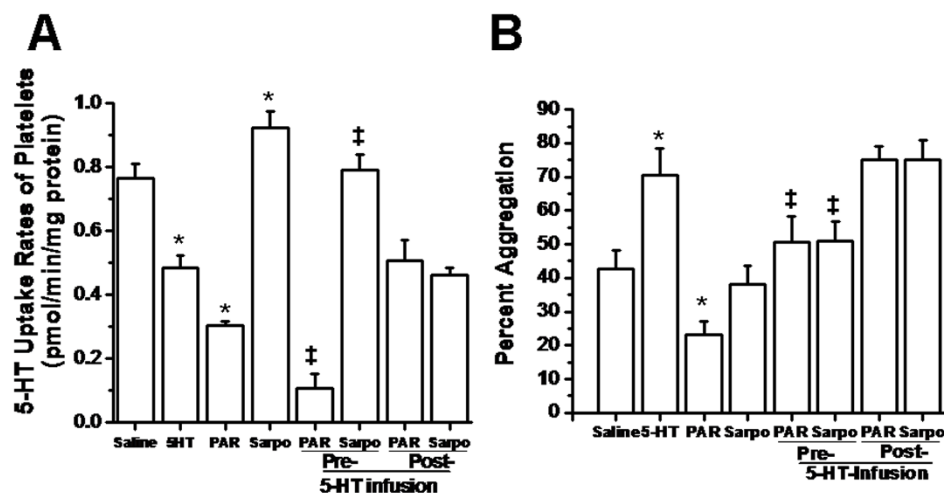 A
5-HT Uptake Rates of Platelets
(pmol/min/mg protein)
1.0
0.8
0.6
0.4
0.2
0.0
*
*
*
‡
‡
Saline 5HT PAR Sarpo PAR Sarpo PAR Sarpo
Pre- Post-
5-HT infusion
B
Percent Aggregation
90
80
70
60
50
40
30
20
10
0
*
*
‡
‡
Saline 5-HT PAR Sarpo PAR Sarpo PAR Sarpo
Pre- Post-
5-HT-Infusion